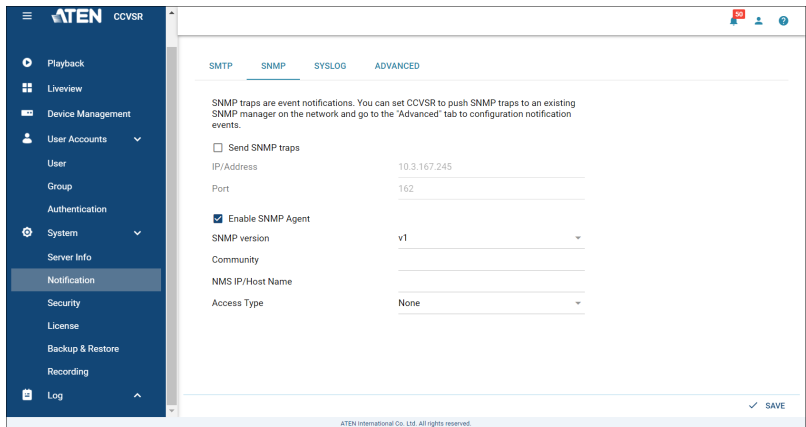 ATEN CCVSR
50
Playback
Liveview
Device Management
User Accounts
User
Group
Authentication
System
Server Info
Notification
Security
License
Backup & Restore
Recording
Log
SMTP SNMP SYSLOG ADVANCED
SNMP traps are event notifications. You can set CCVSR to push SNMP traps to an existing
SNMP manager on the network and go to the "Advanced" tab to configuration notification
events.
Send SNMP traps
IP/Address 10.3.167.245
Port 162
Enable SNMP Agent
SNMP version v1
Community
NMS IP/Host Name
Access Type None
SAVE
ATEN International Co. Ltd. All rights reserved.